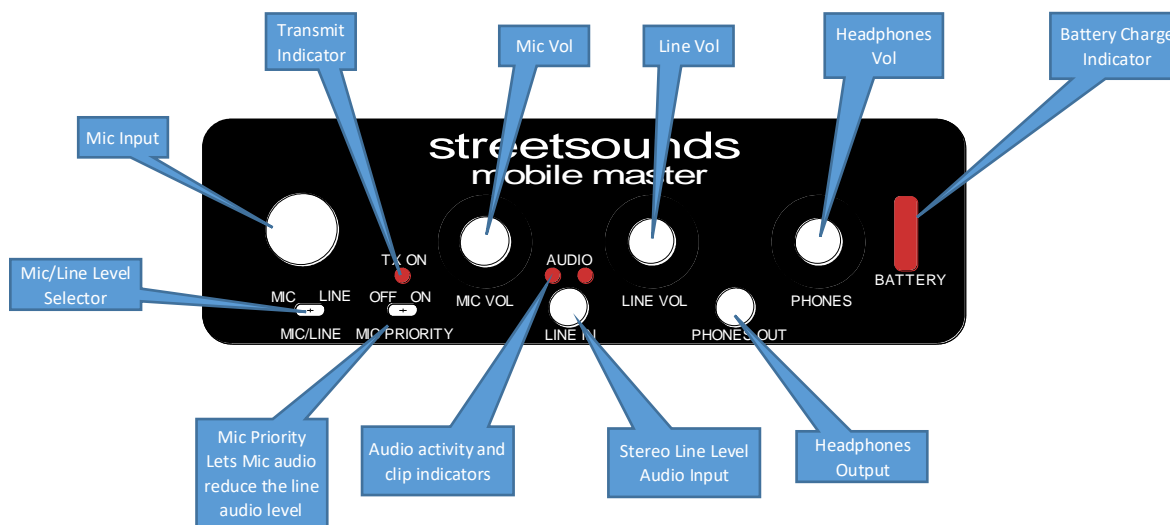 Transmit
Indicator
Mic Vol
Line Vol
Headphones
Vol
Battery Charge
Indicator
Mic Input
streetsounds
mobile master
Mic/Line Level
Selector
TX ON
AUDIO
BATTERY
MIC LINE
OFF ON
MIC VOL
LINE VOL
PHONES
MIC/LINE
MIC PRIORITY
LINE IN
PHONES OUT
Mic Priority
Lets Mic audio
reduce the line
audio level
Audio activity and
clip indicators
Stereo Line Level
Audio Input
Headphones
Output